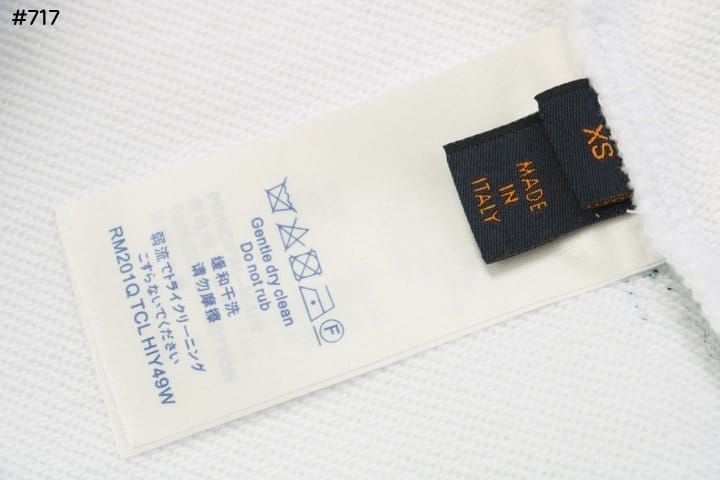 #717
XS
MADE
IN
ITALY
Gentle dry clean
Do not rub
缓和干洗
请勿摩擦
弱流でトライクリーニング
こすらないでください
RM201Q TCL HIY49W